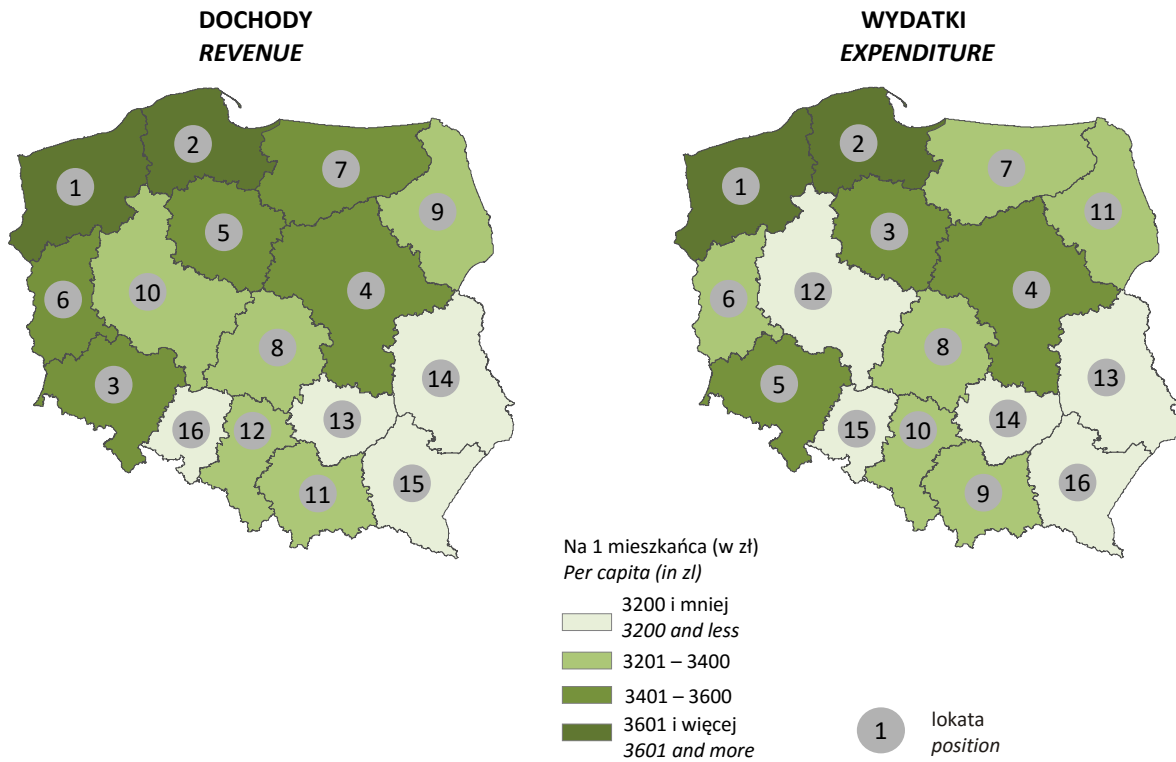 DOCHODY
REVENUE
1
2
7
9
5
6
10
4
8
3
14
16
12
13
11
15
WYDATKI
EXPENDITURE
1
2
7
11
3
6
12
4
8
5
13
15
10
14
9
16
Na 1 mieszkańca (w zł)
Per capita (in zl)
3200 i mniej
3200 and less
3201 – 3400
3401 – 3600
3601 i więcej
3601 and more
1
lokata
position